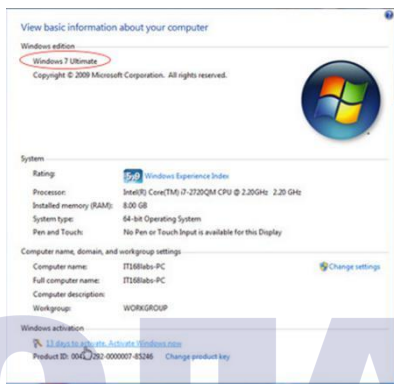 View basic information about your computer
Windows edition
Windows 7 Ultimate
Copyright © 2009 Microsoft Corporation. All rights reserved.
System
Rating: 5.9 Windows Experience Index
Processor: Intel(R) Core(TM) i7-2720QM CPU @ 2.20GHz 2.20 GHz
Installed memory (RAM): 8.00 GB
System type: 64-bit Operating System
Pen and Touch: No Pen or Touch Input is available for this Display
Computer name, domain, and workgroup settings
Computer name: IT168labs-PC
Change settings
Full computer name: IT168labs-PC
Computer description:
Workgroup: WORKGROUP
Windows activation
13 days to activate. Activate Windows now
Product ID: 292-0000007-85246 Change product key